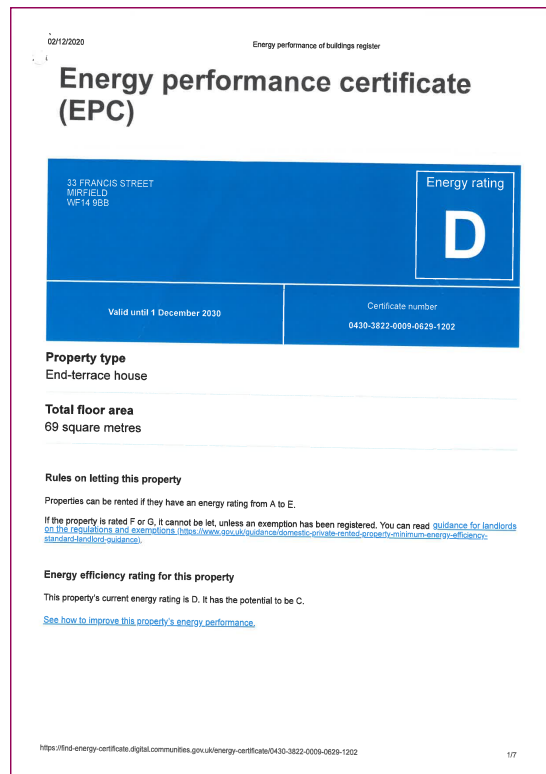 02/12/2020
Energy performance of buildings register
Energy performance certificate
(EPC)
33 FRANCIS STREET
MIRFIELD
WF14 9BB
Energy rating
D
Valid until 1 December 2030
Certificate number
0430-3822-0009-0629-1202
Property type
End-terrace house
Total floor area
69 square metres
Rules on letting this property
Properties can be rented if they have an energy rating from A to E.
If the property is rated F or G, it cannot be let, unless an exemption has been registered. You can read guidance for landlords
on the regulations and exemptions (https://www.gov.uk/guidance/domestic-private-rented-property-minimum-energy-efficiency-
standard-landlord-guidance).
Energy efficiency rating for this property
This property's current energy rating is D. It has the potential to be C.
See how to improve this property's energy performance.
https://find-energy-certificate.digital.communities.gov.uk/energy-certificate/0430-3822-0009-0629-1202
1/7